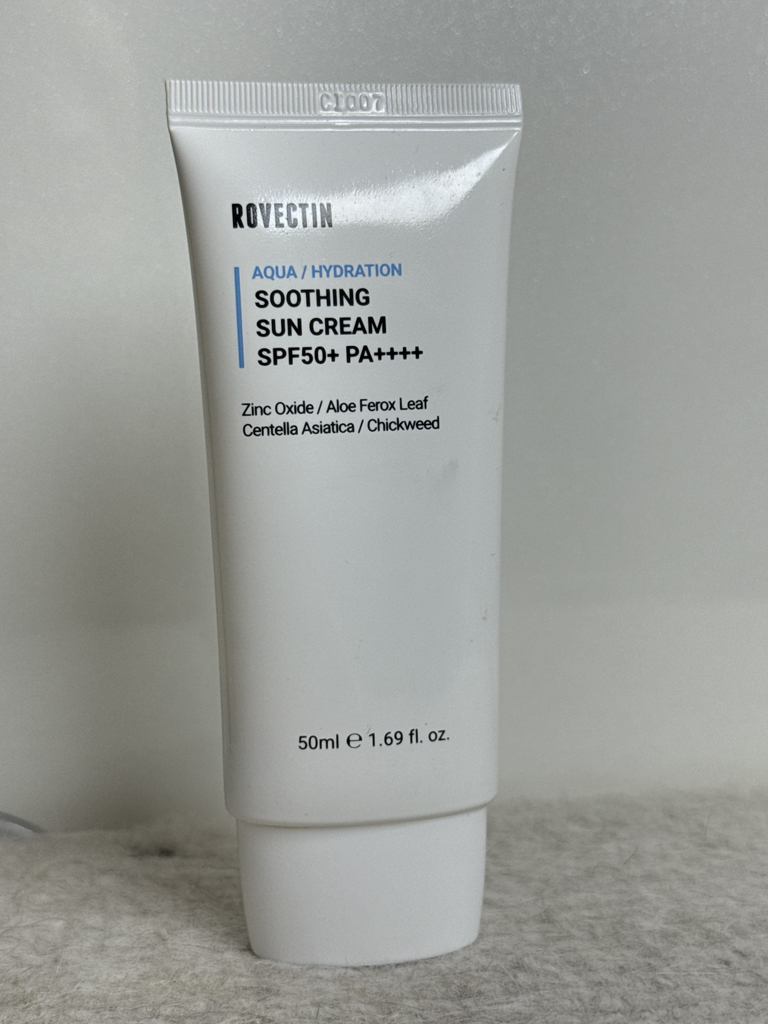 CL007
ROVECTIN
AQUA / HYDRATION
SOOTHING
SUN CREAM
SPF50+ PA++++
Zinc Oxide / Aloe Ferox Leaf
Centella Asiatica / Chickweed
50ml ℮ 1.69 fl. oz.